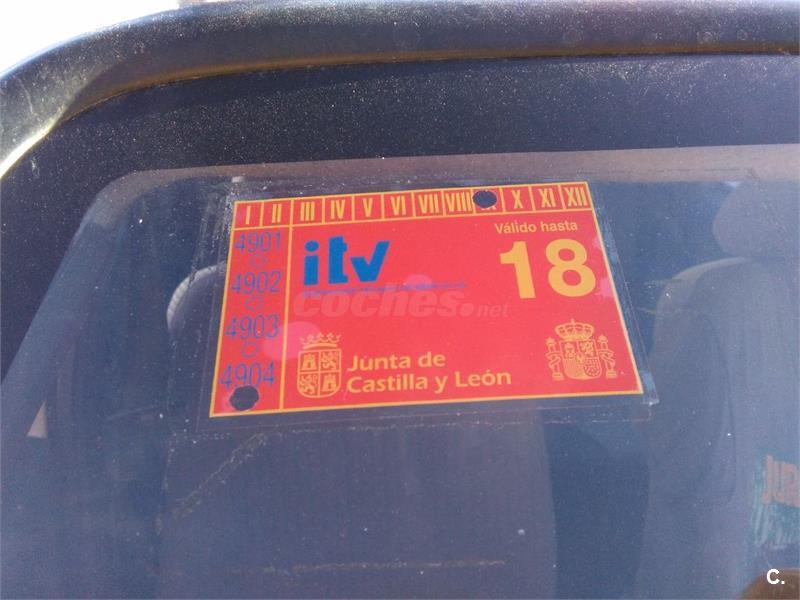 I II III IV V VI VII VIII X XI XII
4901
4902
4903
4904
itv
Válido hasta
18
coches.net
Junta de
Castilla y León
JUR
C.